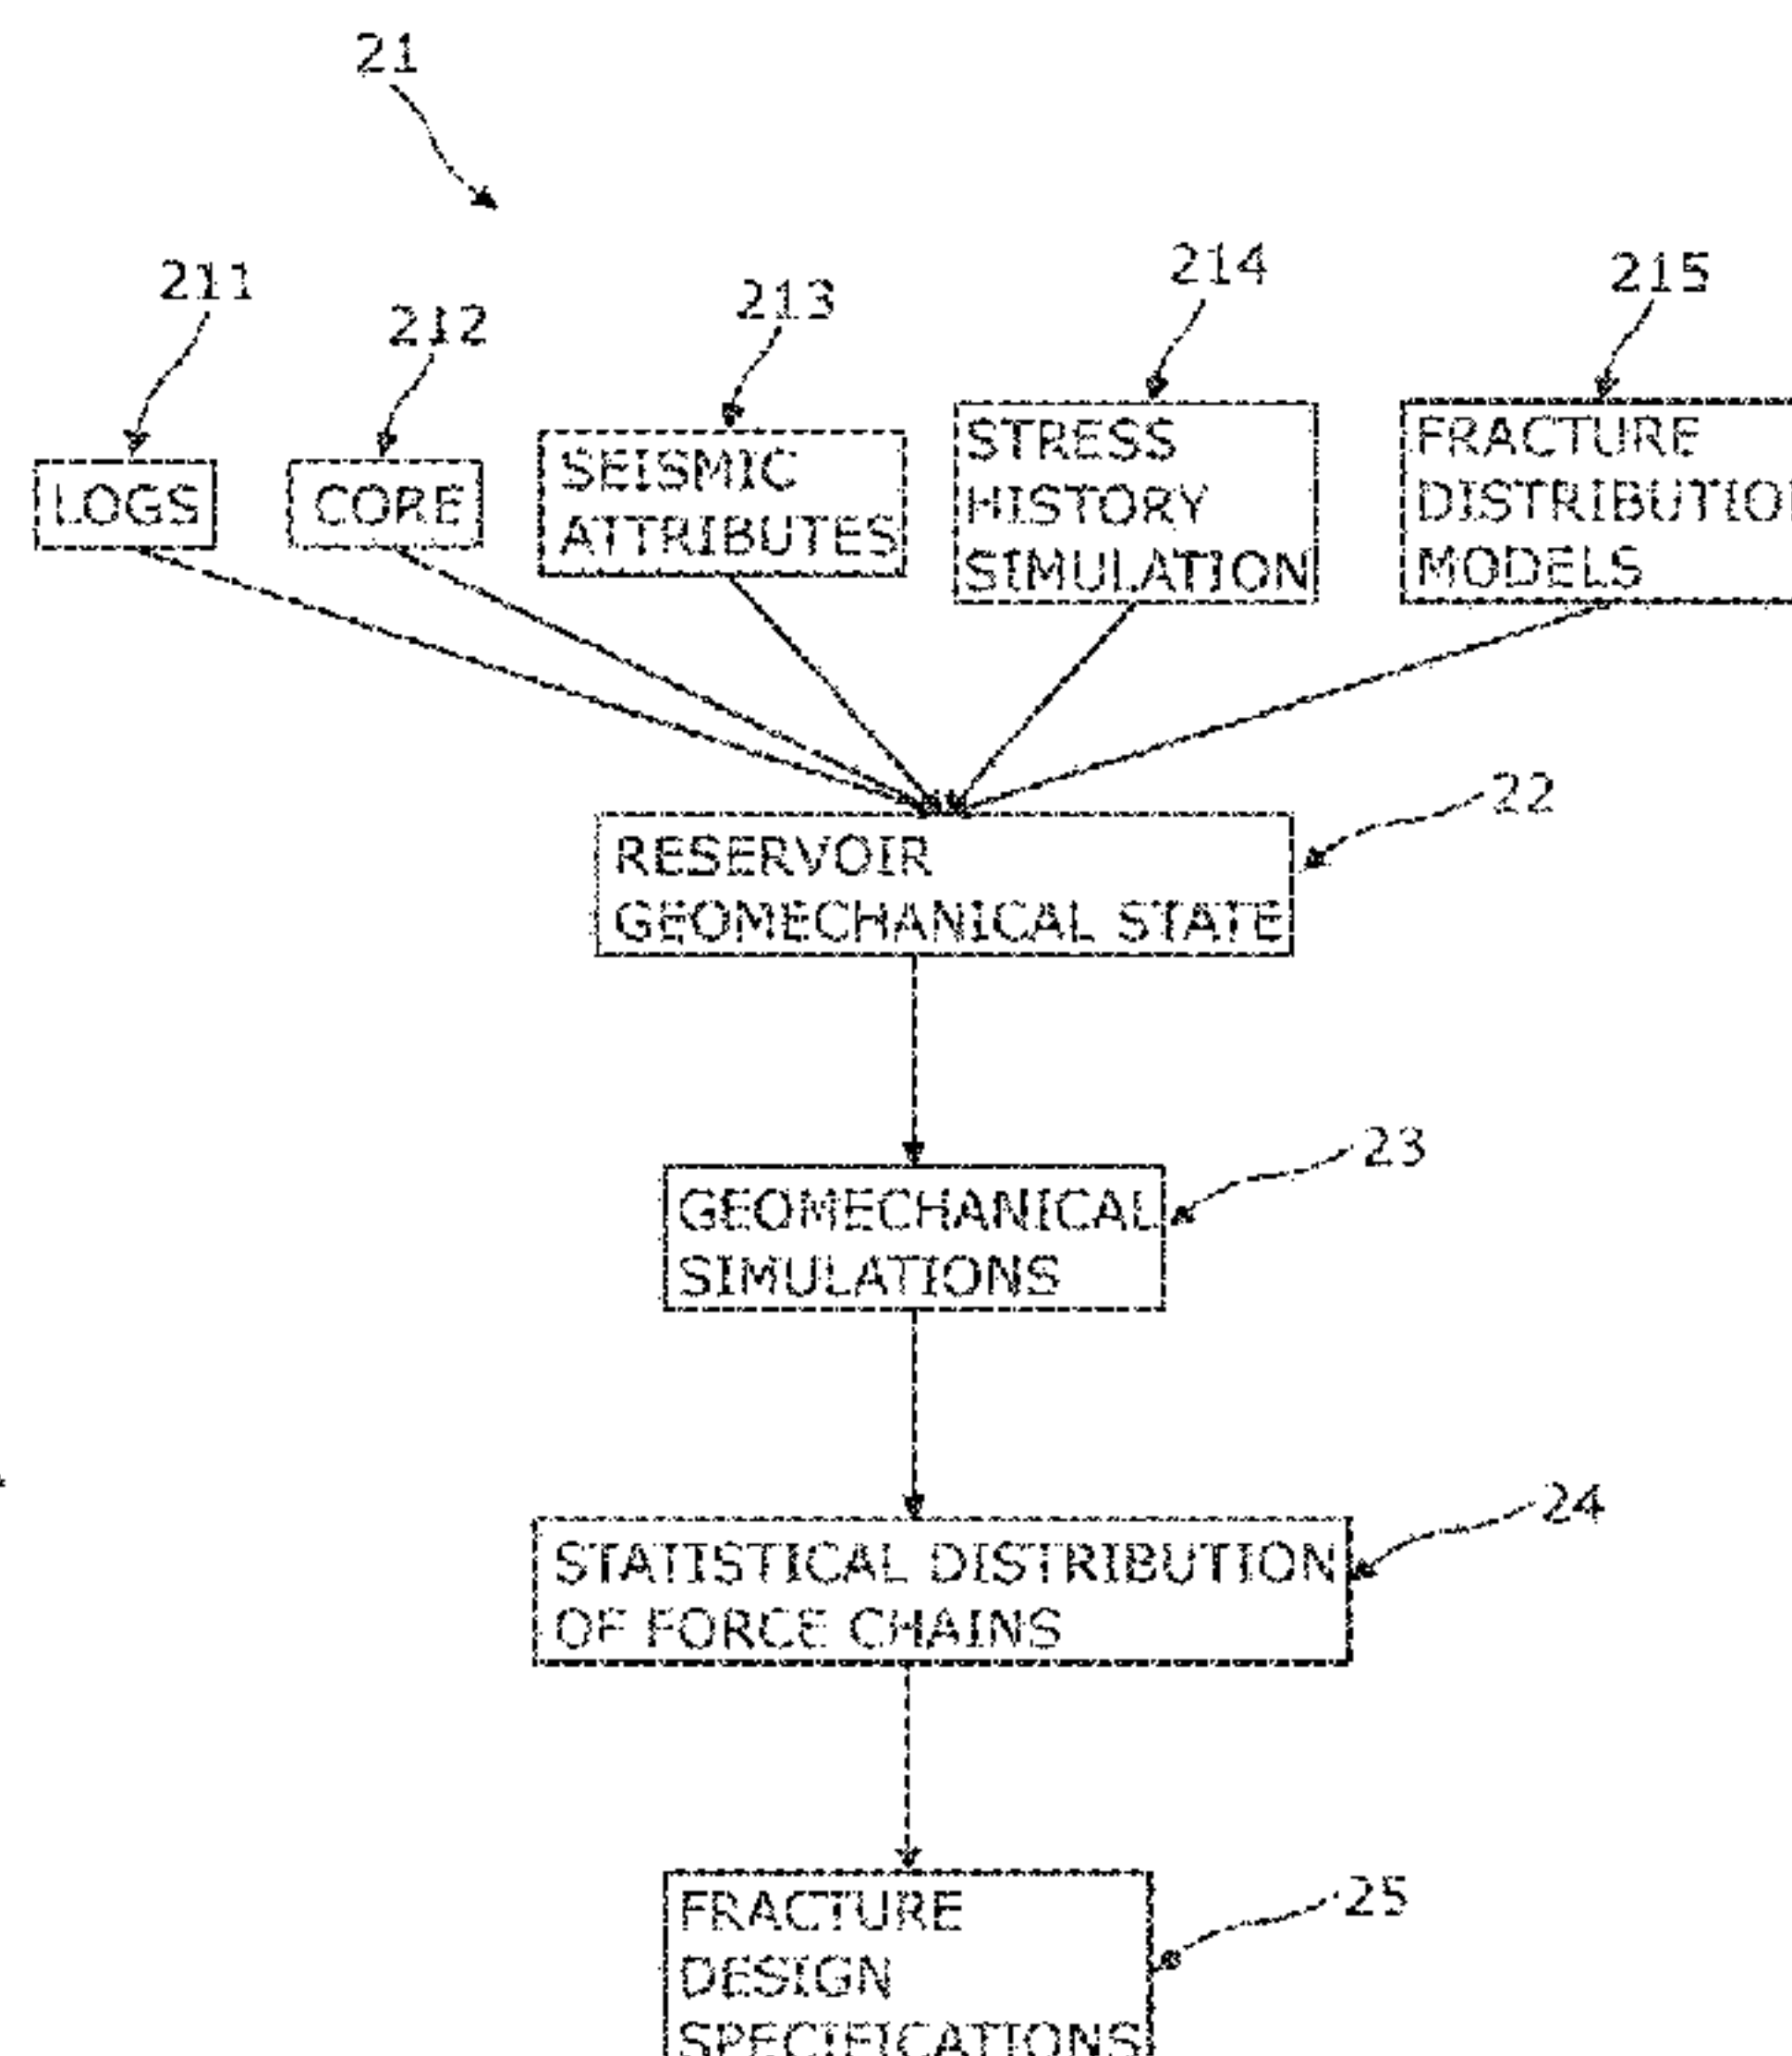 21
211
212
213
214
215
LOGS
CORE
SEISMIC
ATTRIBUTES
STRESS
HISTORY
SIMULATION
FRACTURE
DISTRIBUTIO
MODELS
22
RESERVOIR
GEOMECHANICAL STATE
23
GEOMECHANICAL
SIMULATIONS
24
STATISTICAL DISTRIBUTION
OF FORCE CHAINS
25
FRACTURE
DESIGN
SPECIFICATIONS